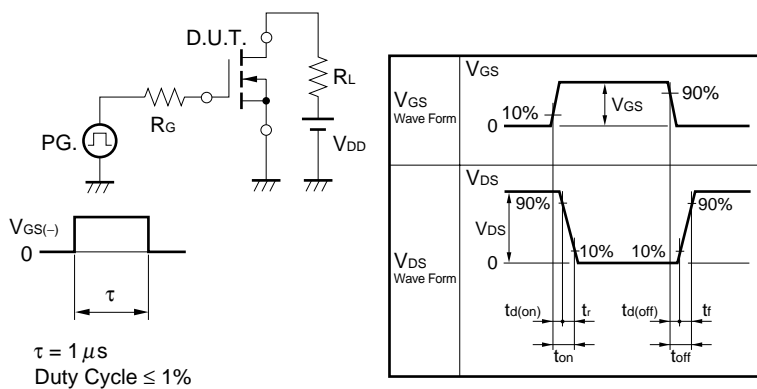 D.U.T.
RL
RG
PG.
VDD
VGS(−)
0
τ
τ = 1 μs
Duty Cycle ≤ 1%
VGS
Wave Form
VGS
90%
10%
VGS
0
VDS
Wave Form
VDS
90%
90%
VDS
10%
10%
0
td(on)
tr
td(off)
tf
ton
toff